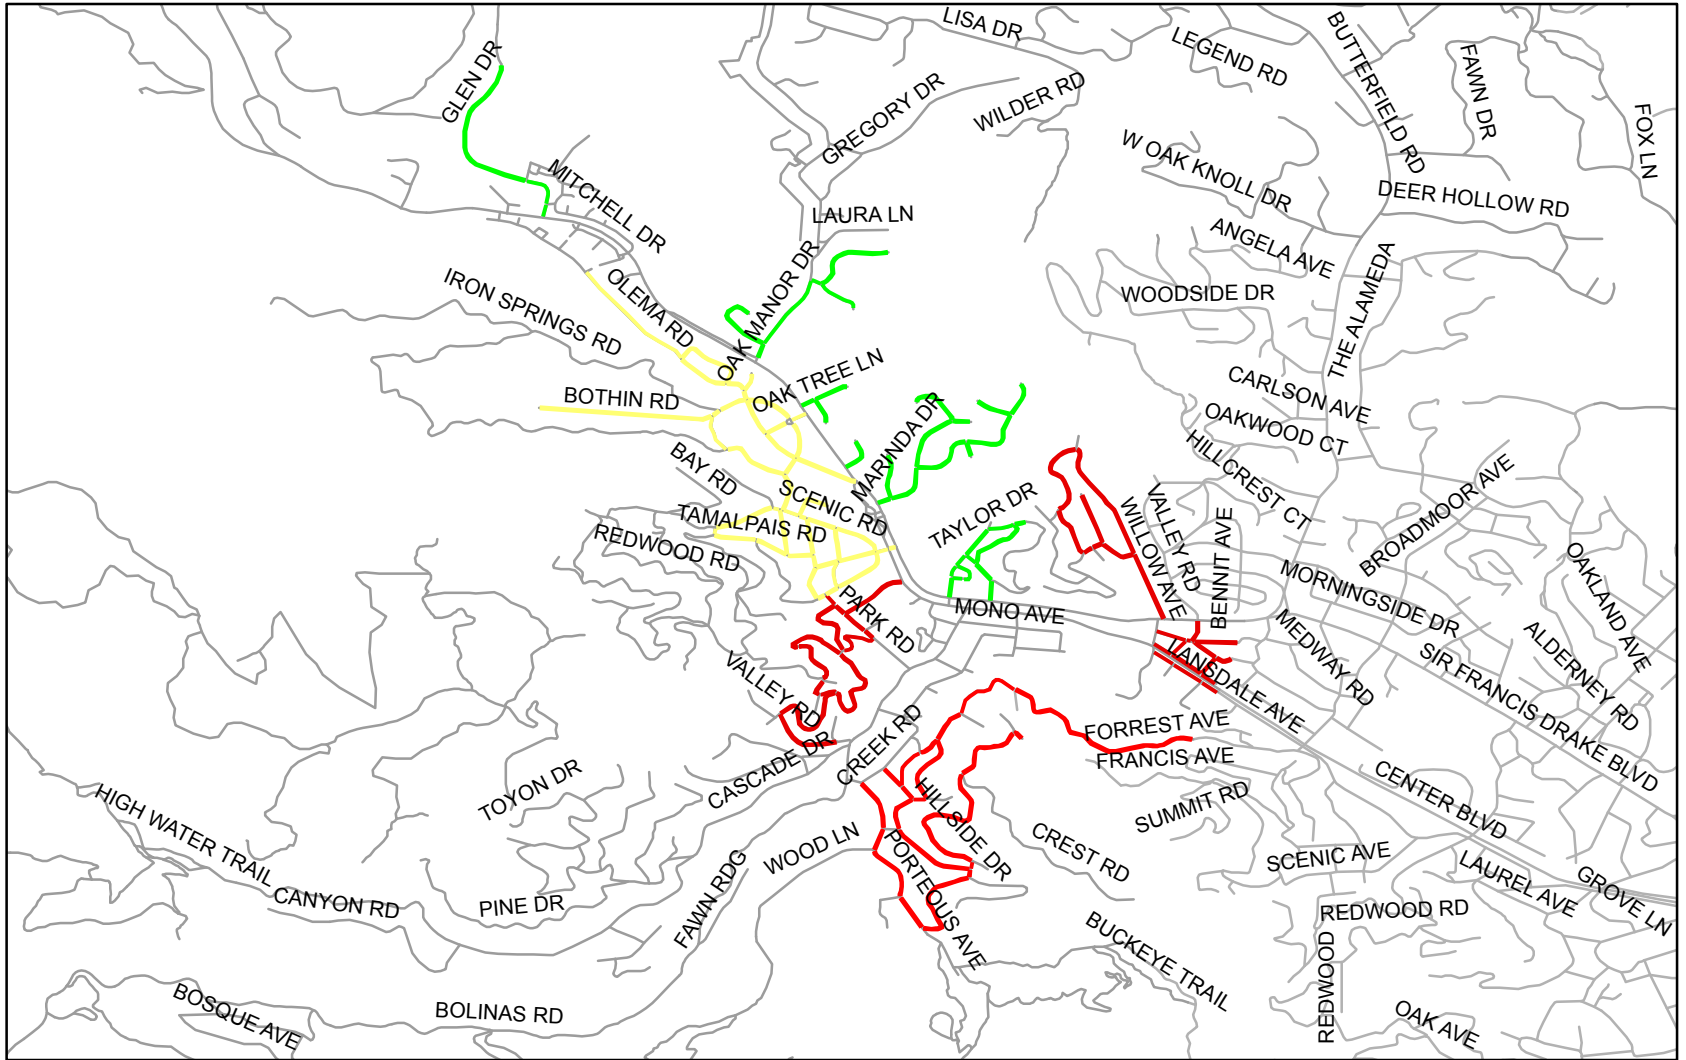 LISA DR
LEGEND RD
BUTTERFIELD RD
FAWN DR
FOX LN
GLEN DR
GREGORY DR
WILDER RD
W OAK KNOLL DR
DEER HOLLOW RD
MITCHELL DR
LAURA LN
ANGELA AVE
OAK MANOR DR
IRON SPRINGS RD
OLEMA RD
WOODSIDE DR
THE ALAMEDA
BOTHIN RD
OAK TREE LN
CARLSON AVE
OAKWOOD CT
MARINDA DR
HILLCREST CT
BAY RD
SCENIC RD
TAYLOR DR
WILLOW AVE
VALLEY RD
BENNIT AVE
BROADMOOR AVE
TAMALPAIS RD
REDWOOD RD
OAKLAND AVE
MORNINGSIDE DR
PARK RD
MONO AVE
MEDWAY RD
ALDERNEY RD
VALLEY RD
LANSDALE AVE
SIR FRANCIS DRAKE BLVD
FORREST AVE
FRANCIS AVE
CREEK RD
CASCADE DR
TOYON DR
CENTER BLVD
HIGH WATER TRAIL
SUMMIT RD
HILLSIDE DR
CREST RD
WOOD LN
PORTEOUS AVE
SCENIC AVE
LAUREL AVE
GROVE LN
CANYON RD
PINE DR
FAWN RDG
REDWOOD RD
BUCKEYE TRAIL
REDWOOD
BOSQUE AVE
BOLINAS RD
OAK AVE